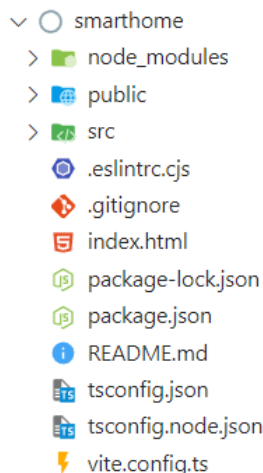 smarthome
node_modules
public
src
.eslintrc.cjs
.gitignore
index.html
package-lock.json
package.json
README.md
tsconfig.json
tsconfig.node.json
vite.config.ts